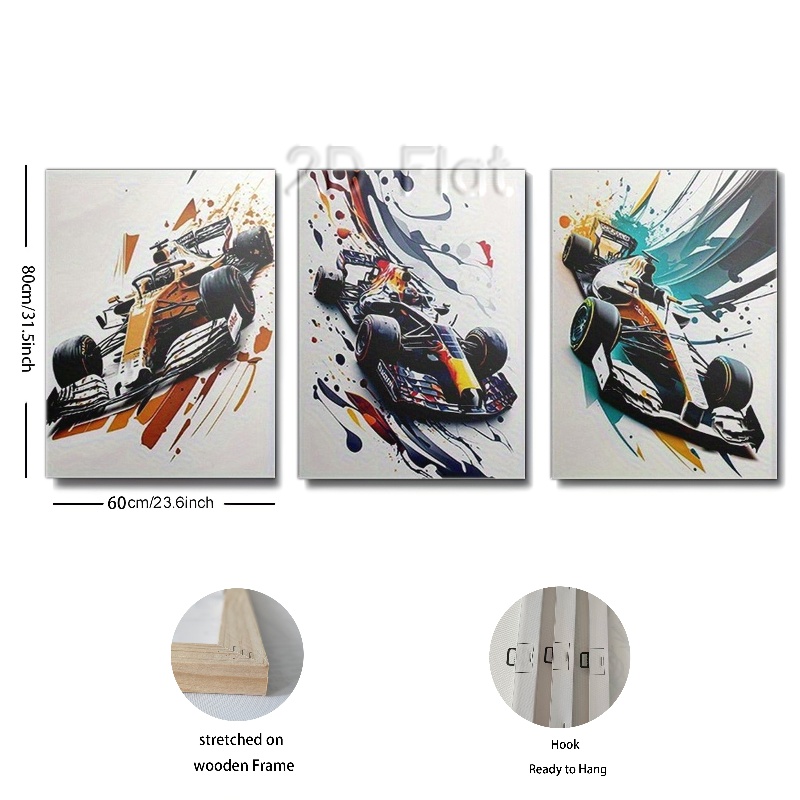 2D Flat
80cm/31.5inch
60cm/23.6inch
stretched on
wooden Frame
Hook
Ready to Hang